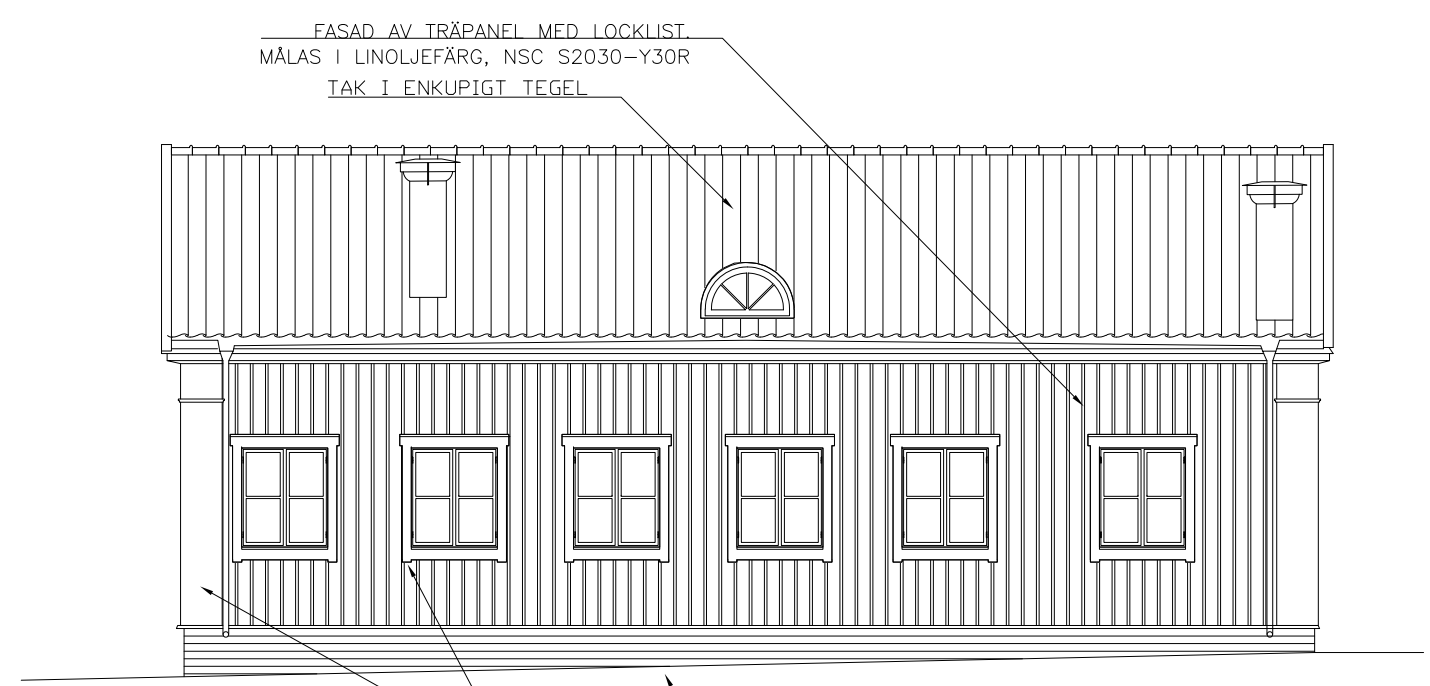 FASAD AV TRÄPANEL MED LOCKLIST.
MÅLAS I LINOLJEFÄRG, NSC S2030-Y30R
TAK I ENKUPIGT TEGEL